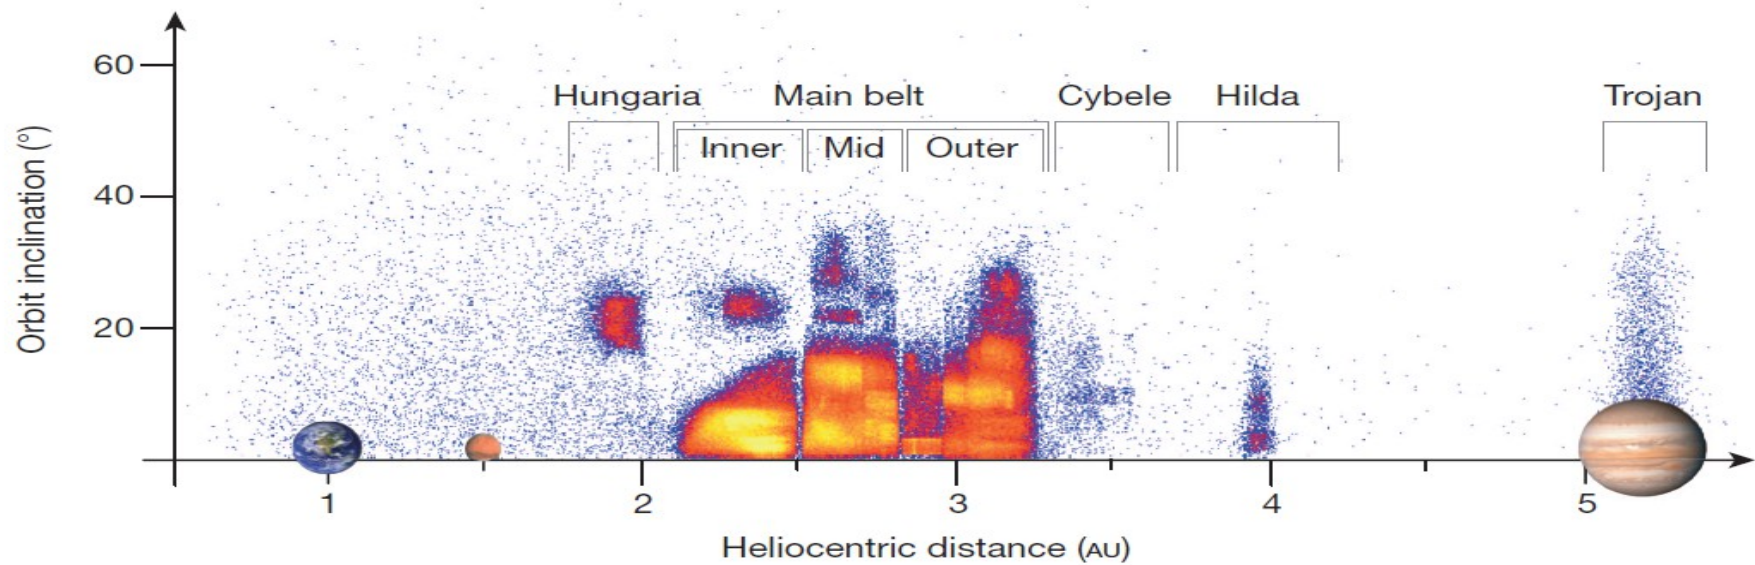 60
Hungaria Main belt Cybele Hilda Trojan
Inner Mid Outer
40
20
Orbit inclination (°)
1 2 3 4 5
Heliocentric distance (AU)